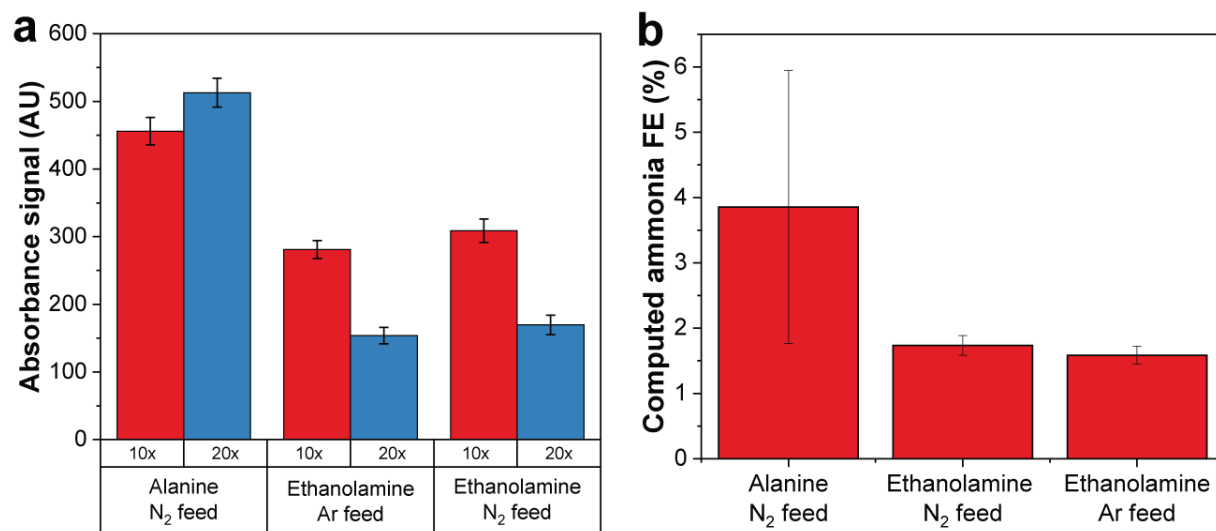 a
Absorbance signal (AU)
600
500
400
300
200
100
0
10x 20x 10x 20x 10x 20x
Alanine
N₂ feed
Ethanolamine
Ar feed
Ethanolamine
N₂ feed
b
Computed ammonia FE (%)
6
5
4
3
2
1
0
Alanine
N₂ feed
Ethanolamine
N₂ feed
Ethanolamine
Ar feed